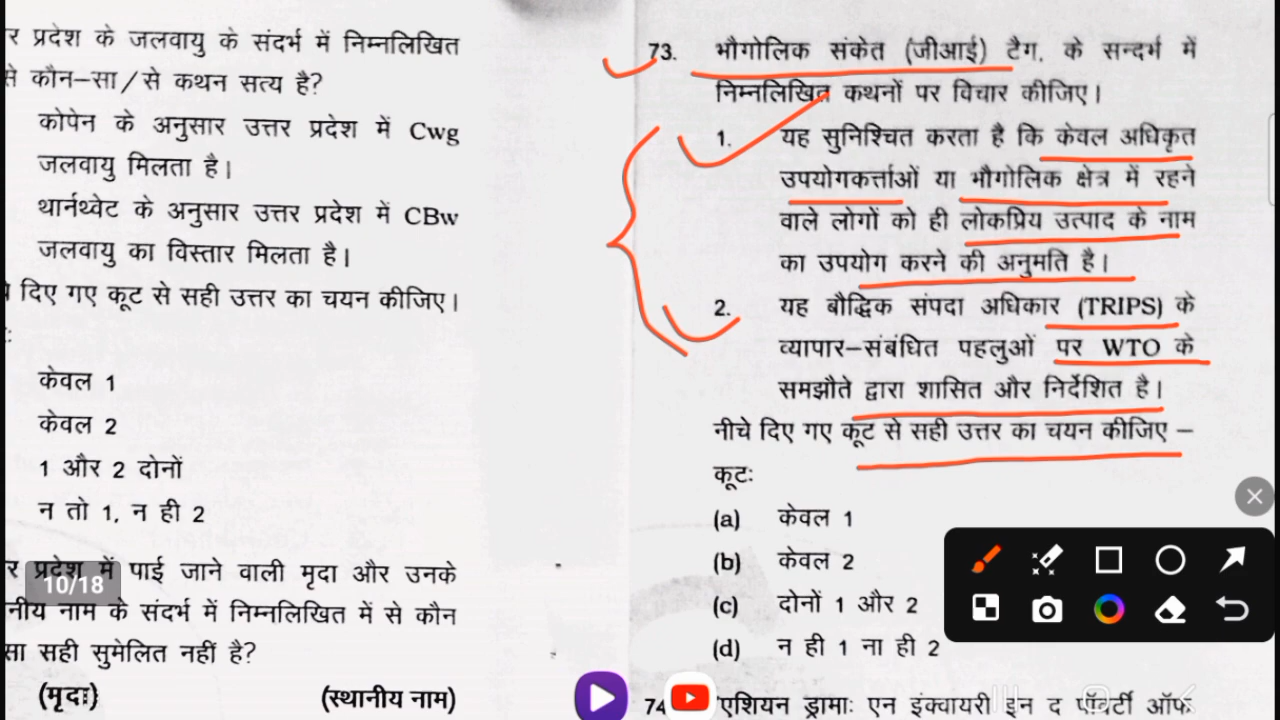 प्रदेश के जलवायु के संदर्भ में निम्नलिखित
से कौन-सा/से कथन सत्य है?
कोपेन के अनुसार उत्तर प्रदेश में Cwg
जलवायु मिलता है।
थार्नथ्वेट के अनुसार उत्तर प्रदेश में CBw
जलवायु का विस्तार मिलता है।
दिए गए कूट से सही उत्तर का चयन कीजिए।
केवल 1
केवल 2
1 और 2 दोनों
न तो 1, न ही 2
प्रदेश में पाई जाने वाली मृदा और उनके
10/18
नीय नाम के संदर्भ में निम्नलिखित में से कौन
सा सही सुमेलित नहीं है?
(मृदा) (स्थानीय नाम)
73. भौगोलिक संकेत (जीआई) टैग, के सन्दर्भ में
निम्नलिखित कथनों पर विचार कीजिए।
1. यह सुनिश्चित करता है कि केवल अधिकृत
उपयोगकर्त्ताओं या भौगोलिक क्षेत्र में रहने
वाले लोगों को ही लोकप्रिय उत्पाद के नाम
का उपयोग करने की अनुमति है।
2. यह बौद्धिक संपदा अधिकार (TRIPS) के
व्यापार-संबंधित पहलुओं पर WTO के
समझौते द्वारा शासित और निर्देशित है।
नीचे दिए गए कूट से सही उत्तर का चयन कीजिए –
कूटः
(a) केवल 1
(b) केवल 2
(c) दोनों 1 और 2
(d) न ही 1 ना ही 2
74 एशियन ड्रामाः एन इंक्वायरी इन द पॉवर्टी ऑफ